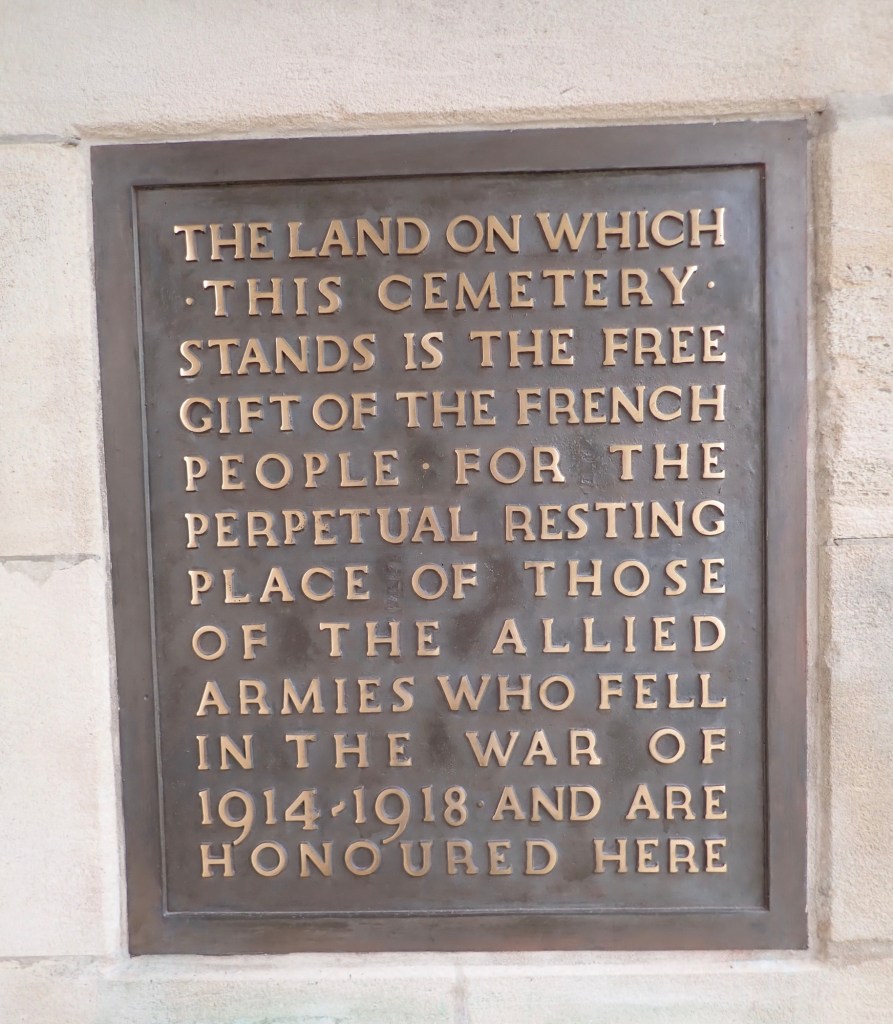 THE LAND ON WHICH
· THIS CEMETERY ·
STANDS IS THE FREE
GIFT OF THE FRENCH
PEOPLE · FOR THE
PERPETUAL RESTING
PLACE OF THOSE
OF THE ALLIED
ARMIES WHO FELL
IN THE WAR OF
1914-1918 · AND ARE
HONOURED HERE